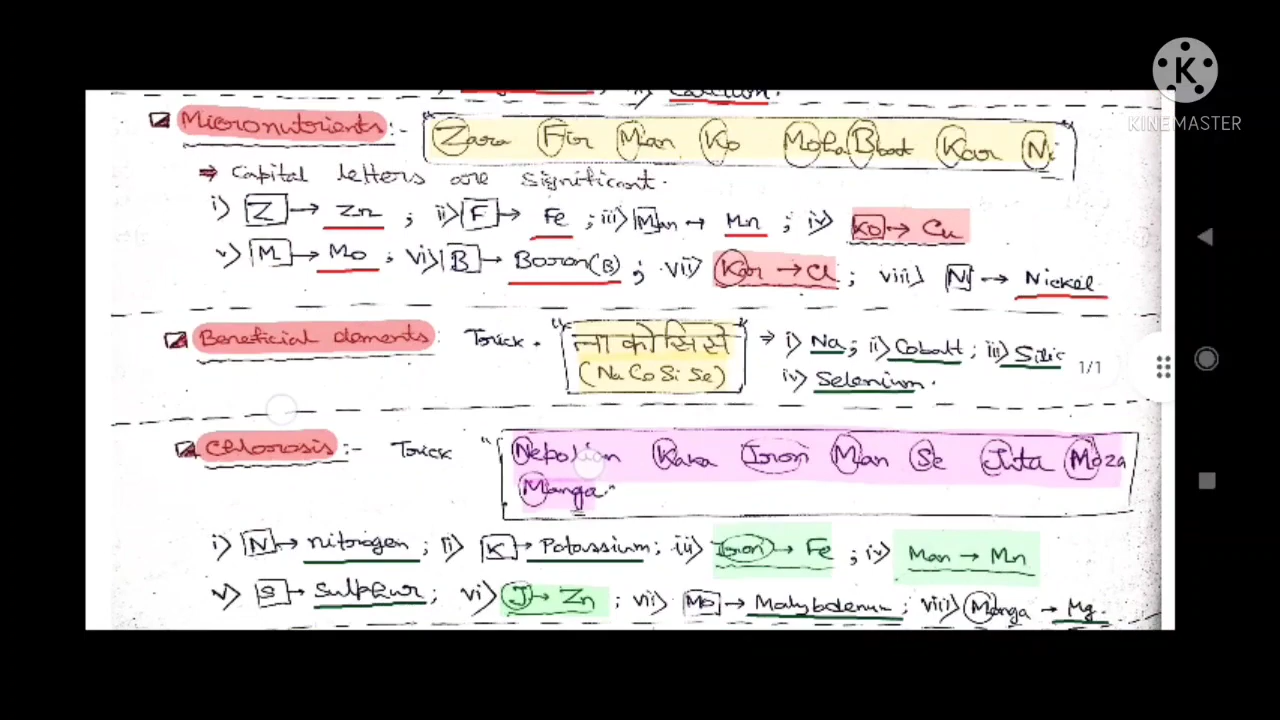 Calcium.
KINEMASTER
Micronutrients :- "Zara Fir Mian Ko Moha Bbat Kar Ni"
⇒ Capital letters are significant.
i) Z → Zn ; ii) F → Fe ; iii) Man → Mn ; iv) Ko → Cu
v) M → Mo ; vi) B → Boron(B) ; vii) Kar → Cl ; viii) Ni → Nickel
Beneficial elements Trick. "ना को सि से ⇒ i) Na ; ii) Cobalt ; iii) Silic
(Na Co Si Se) iv) Selenium.
1/1
Chlorosis :- Trick "Nepolian Kaka Iron Man Se Juta Moza
Manga."
i) N → nitrogen ; ii) K → Potassium ; iii) Iron → Fe ; iv) Man → Mn
v) S → Sulphur ; vi) J → Zn ; vii) Mo → Molybdenum ; viii) Manga → Mg.